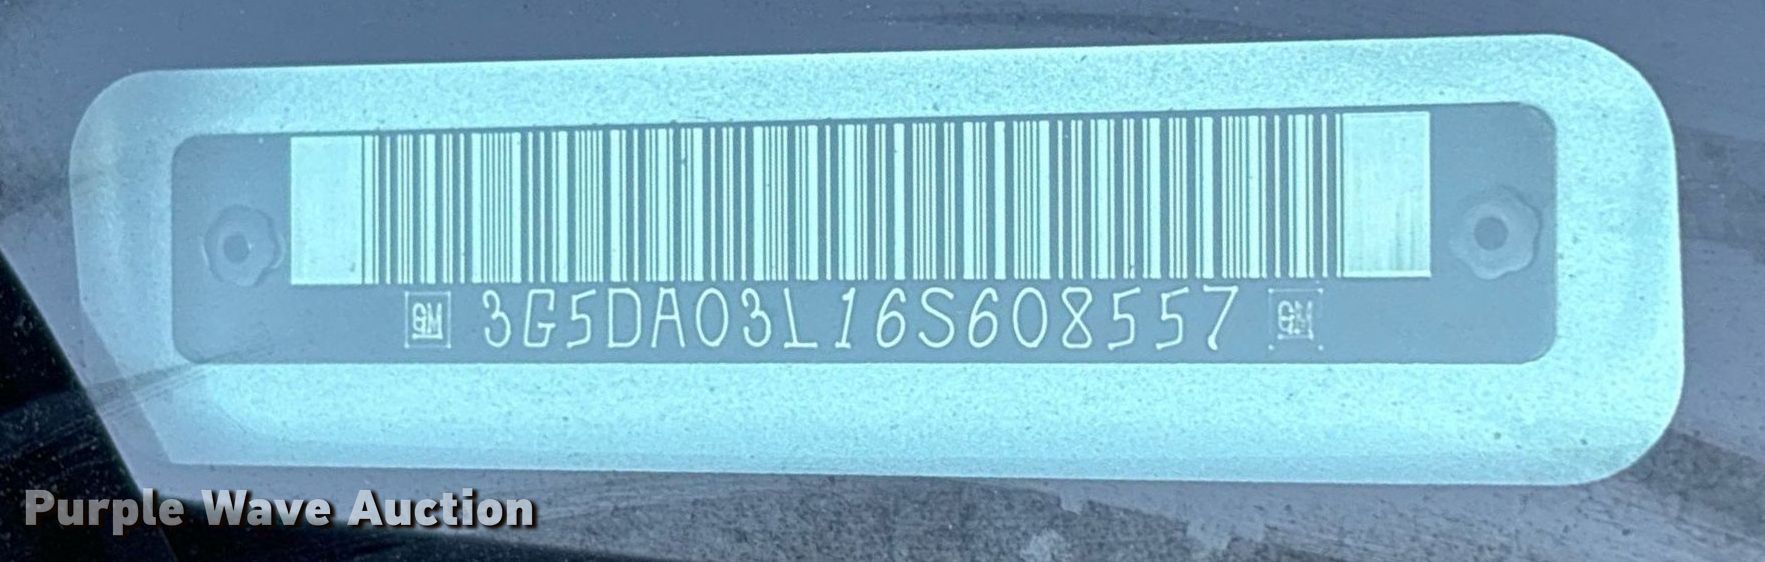 GM 3G5DA03L16S608557 GM
Purple Wave Auction